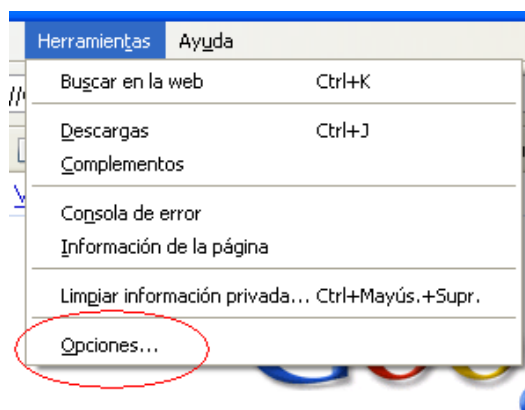 Herramientas Ayuda
Buscar en la web Ctrl+K
Descargas Ctrl+J
Complementos
Consola de error
Información de la página
Limpiar información privada... Ctrl+Mayús.+Supr.
Opciones...